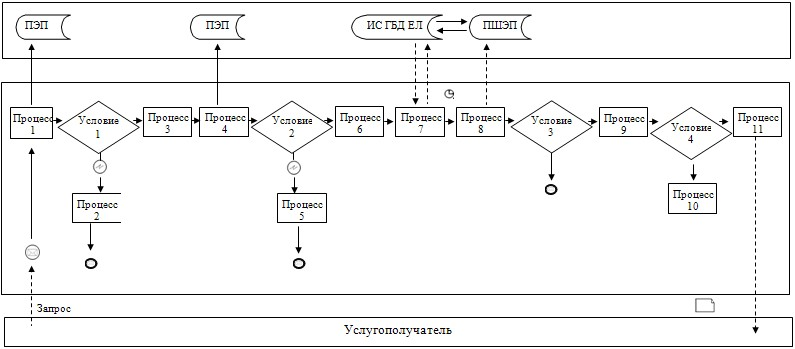 ПЭП
ПЭП
ИС ГБД ЕЛ
ПШЭП
Процесс
1
Условие
1
Процесс
3
Процесс
4
Условие
2
Процесс
6
Процесс
7
Процесс
8
Условие
3
Процесс
9
Условие
4
Процесс
11
Процесс
2
Процесс
5
Процесс
10
Запрос
Услугополучатель